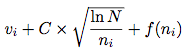 v_i + C × √(ln N / n_i) + f(n_i)